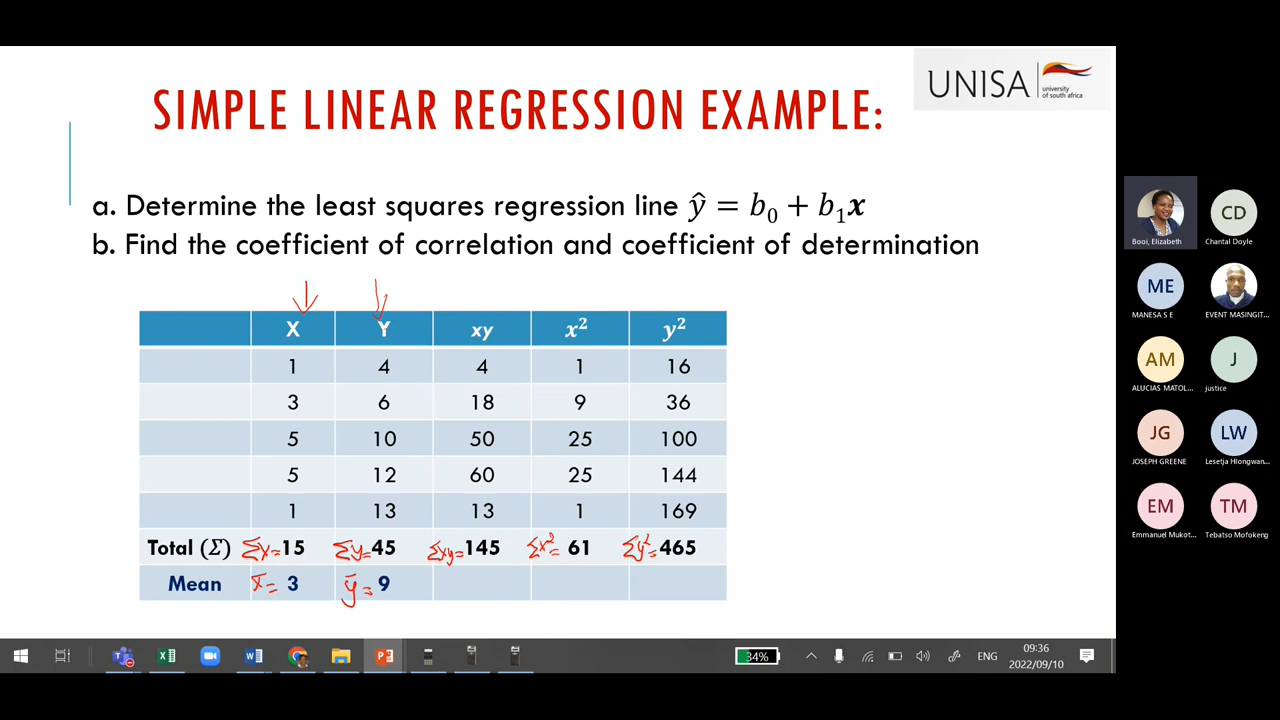 SIMPLE LINEAR REGRESSION EXAMPLE:
UNISA
university
of south africa
a. Determine the least squares regression line ŷ = b₀ + b₁x
b. Find the coefficient of correlation and coefficient of determination
X Y xy x² y²
1 4 4 1 16
3 6 18 9 36
5 10 50 25 100
5 12 60 25 144
1 13 13 1 169
Total (Σ) Σx= 15 Σy= 45 Σxy= 145 Σx²= 61 Σy²= 465
Mean x̄= 3 ȳ= 9
Booi, Elizabeth
CD
Chantal Doyle
ME
MANESA S E
EVENT MASINGIT...
AM
ALUCIAS MATOL...
J
justice
JG
JOSEPH GREENE
LW
Lesetja Hlongwan...
EM
Emmanuel Mukot...
TM
Tebatso Mofokeng
34%
ENG
09:36
2022/09/10